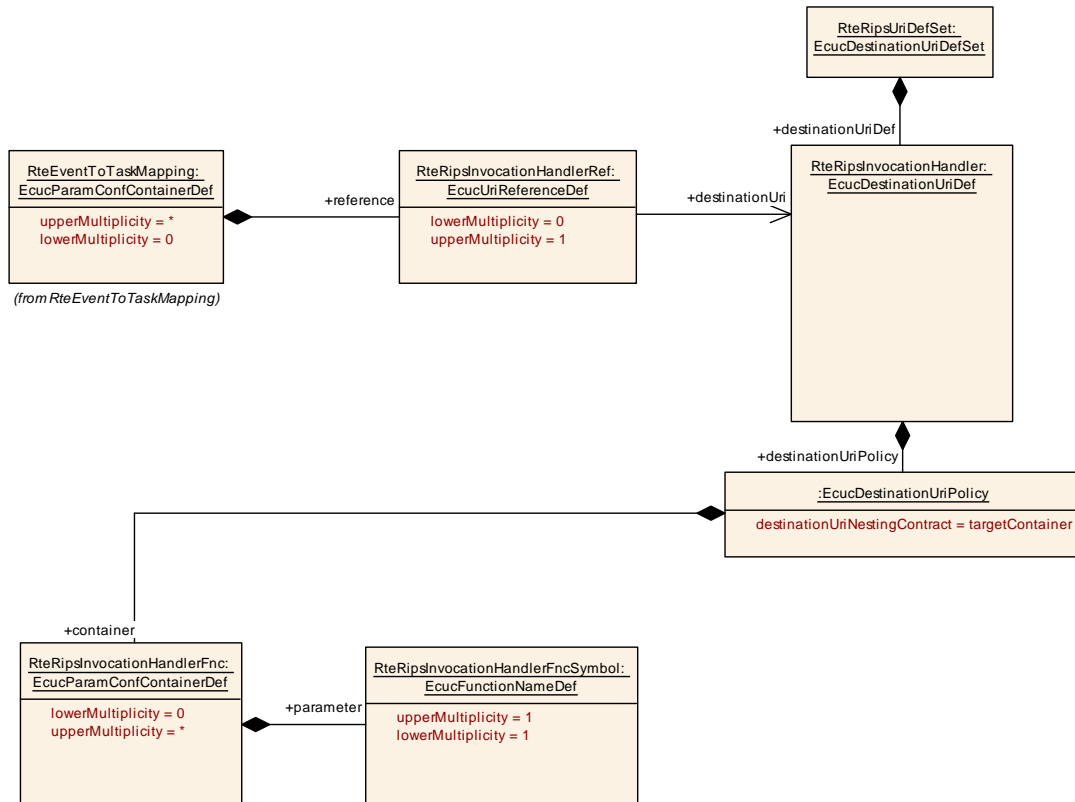 RteRipsUriDefSet:
EcucDestinationUriDefSet
+destinationUriDef
RteEventToTaskMapping:
EcucParamConfContainerDef
upperMultiplicity = *
lowerMultiplicity = 0
(from RteEventToTaskMapping)
+reference
RteRipsInvocationHandlerRef:
EcucUriReferenceDef
lowerMultiplicity = 0
upperMultiplicity = 1
+destinationUri
RteRipsInvocationHandler:
EcucDestinationUriDef
+destinationUriPolicy
:EcucDestinationUriPolicy
destinationUriNestingContract = targetContainer
+container
RteRipsInvocationHandlerFnc:
EcucParamConfContainerDef
lowerMultiplicity = 0
upperMultiplicity = *
+parameter
RteRipsInvocationHandlerFncSymbol:
EcucFunctionNameDef
upperMultiplicity = 1
lowerMultiplicity = 1